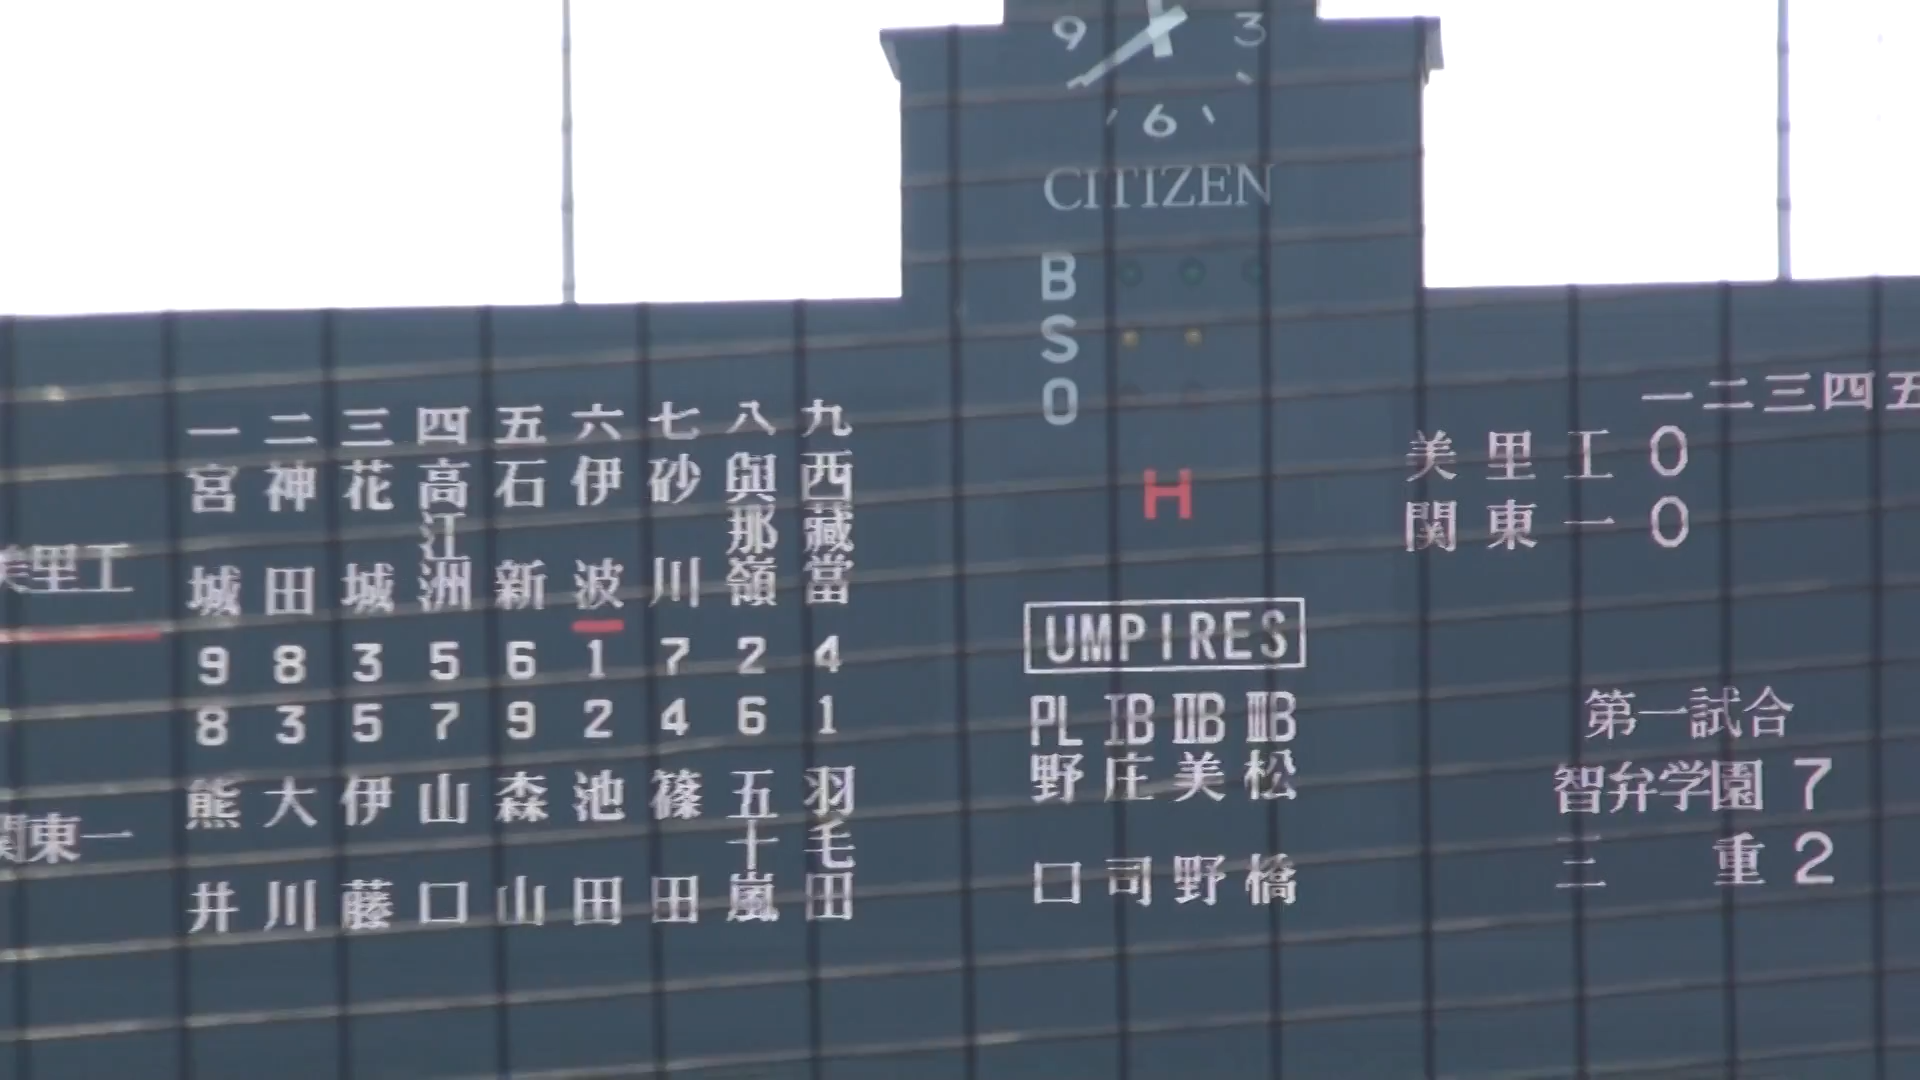 9 3
6
CITIZEN
B
S
O
H
一 二 三 四 五 六 七 八 九
美里工
宮城 神田 花城 高江洲 石新 伊波 砂川 與那嶺 西藏當
9 8 3 5 6 1 7 2 4
8 3 5 7 9 2 4 6 1
関東一
熊井 大川 伊藤 山口 森山 池田 篠田 五十嵐 羽毛田
UMPIRES
PL ⅠB ⅡB ⅢB
野口 庄司 美野 松橋
一二三四五
美里工 0
関東一 0
第一試合
智弁学園 7
三重 2